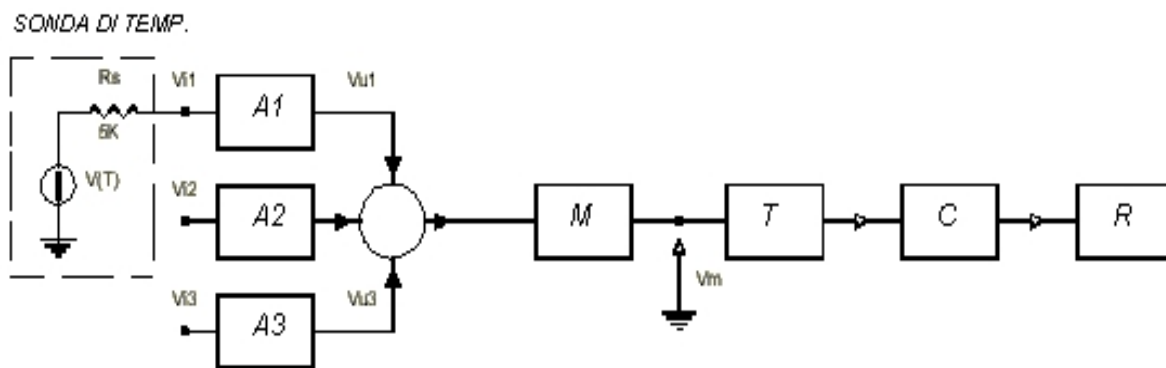 SONDA DI TEMP.
Rs
Vi1
A1
Vu1
5K
V(T)
Vi2
A2
M
T
C
R
Vm
Vi3
A3
Vu3